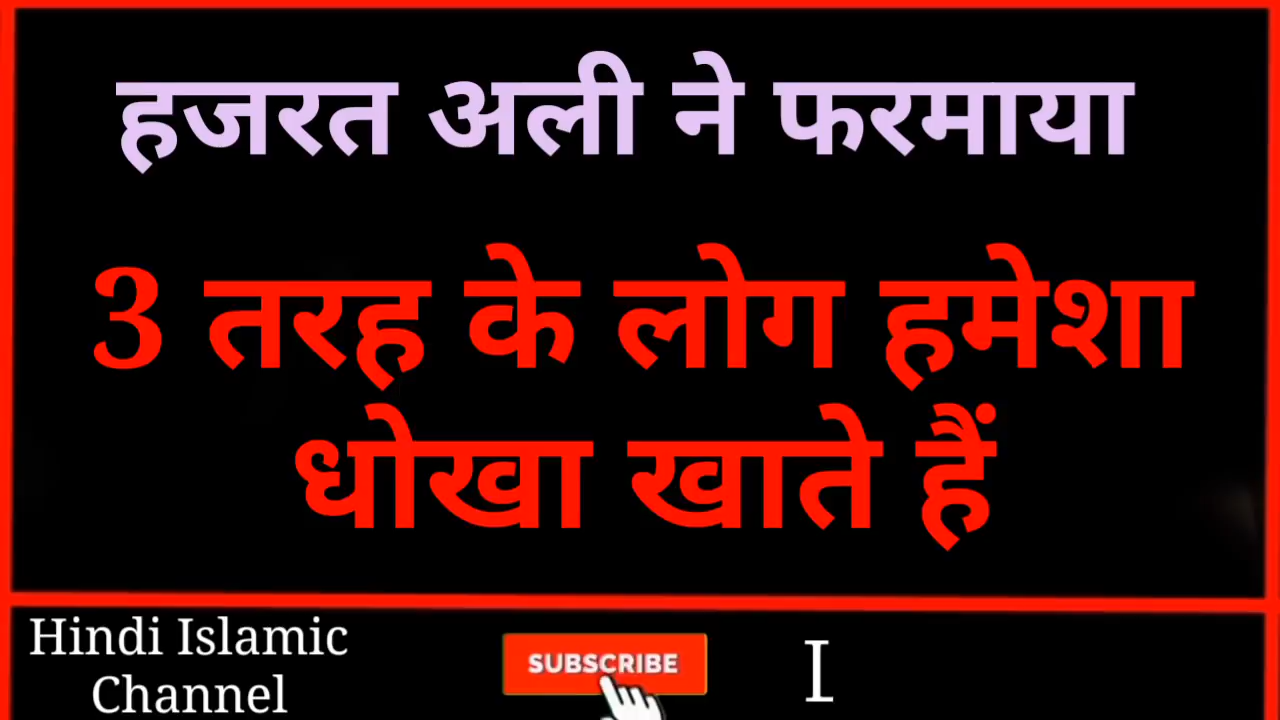 हजरत अली ने फरमाया
3 तरह के लोग हमेशा
धोखा खाते हैं
Hindi Islamic
Channel
SUBSCRIBE
I